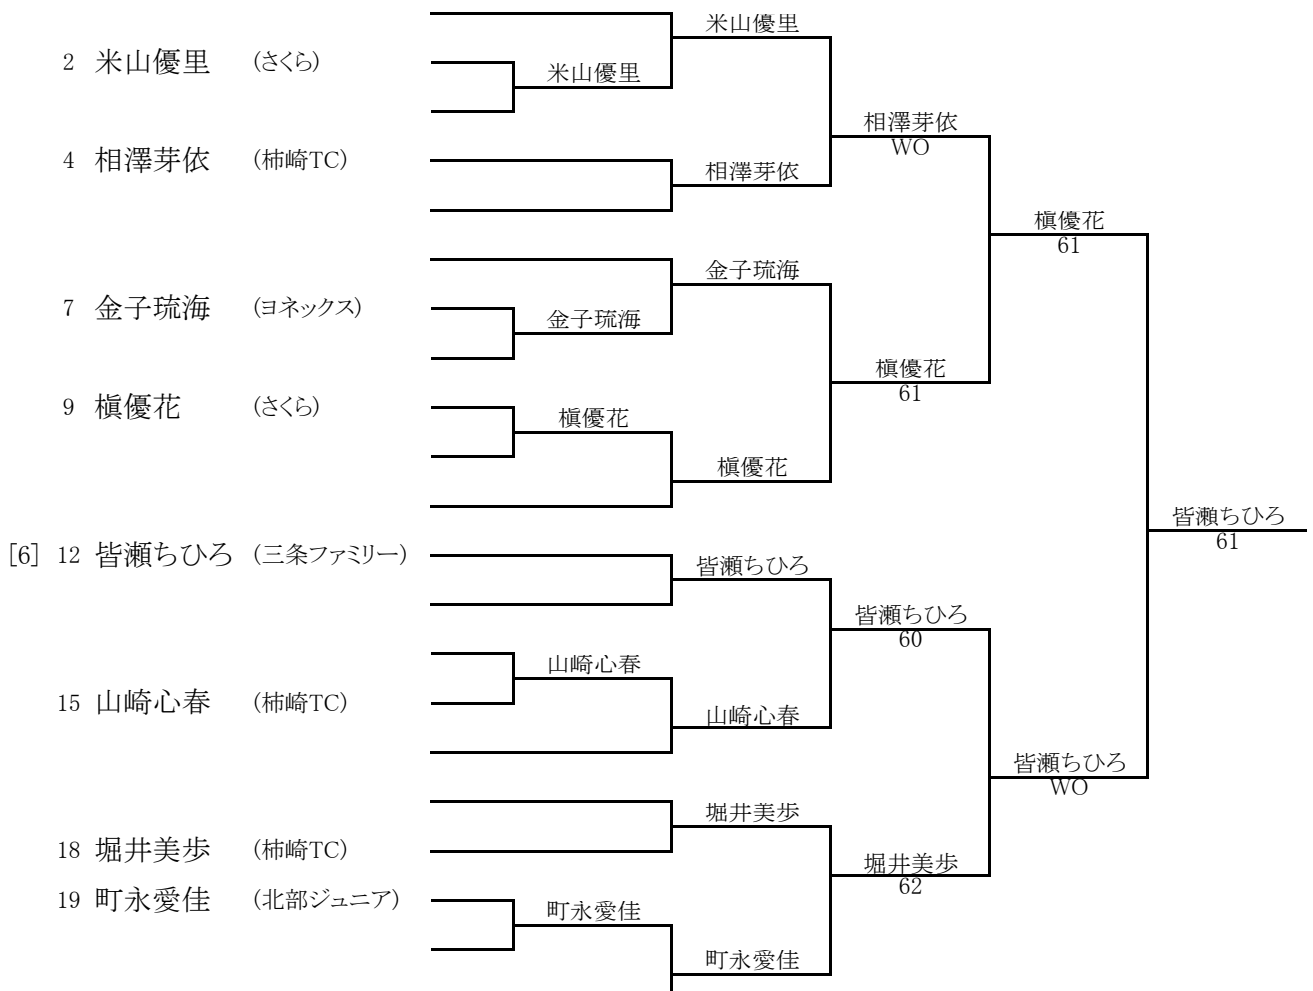 米山優里
2 米山優里 (さくら)
米山優里
相澤芽依
WO
4 相澤芽依 (柿崎TC)
相澤芽依
槇優花
61
金子琉海
7 金子琉海 (ヨネックス)
金子琉海
槇優花
61
9 槇優花 (さくら)
槇優花
槇優花
皆瀬ちひろ
61
[6] 12 皆瀬ちひろ (三条ファミリー)
皆瀬ちひろ
皆瀬ちひろ
60
山崎心春
15 山崎心春 (柿崎TC)
山崎心春
皆瀬ちひろ
WO
堀井美歩
18 堀井美歩 (柿崎TC)
堀井美歩
62
19 町永愛佳 (北部ジュニア)
町永愛佳
町永愛佳